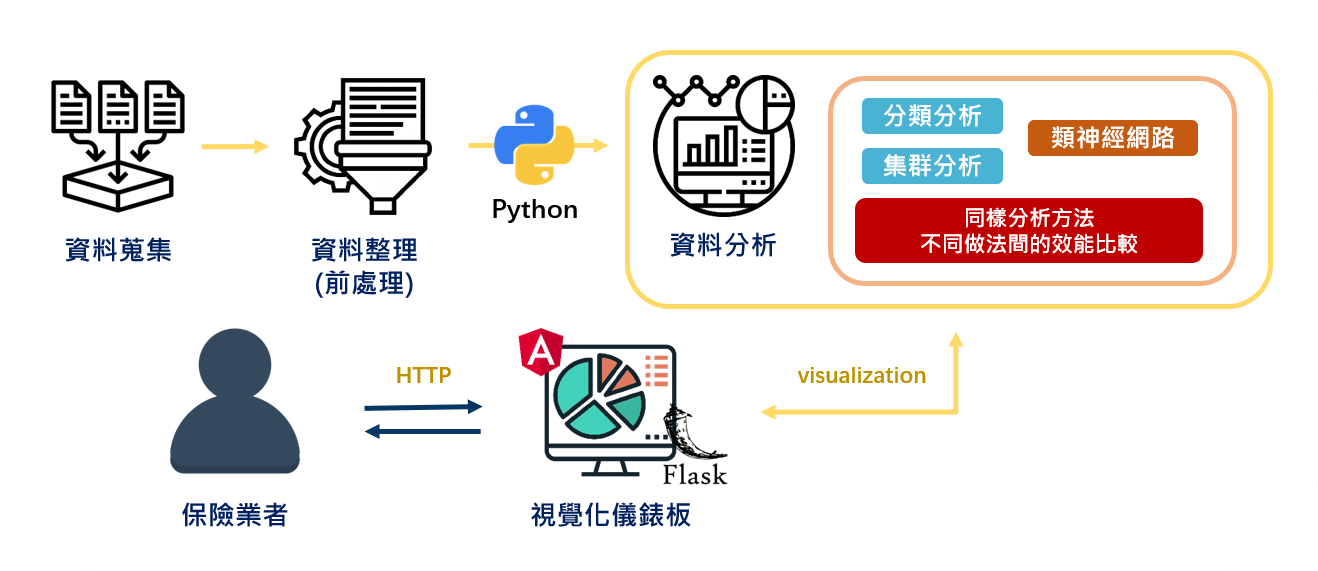 資料蒐集
資料整理
(前處理)
Python
資料分析
分類分析
集群分析
類神經網路
同樣分析方法
不同做法間的效能比較
保險業者
HTTP
A
Flask
視覺化儀錶板
visualization